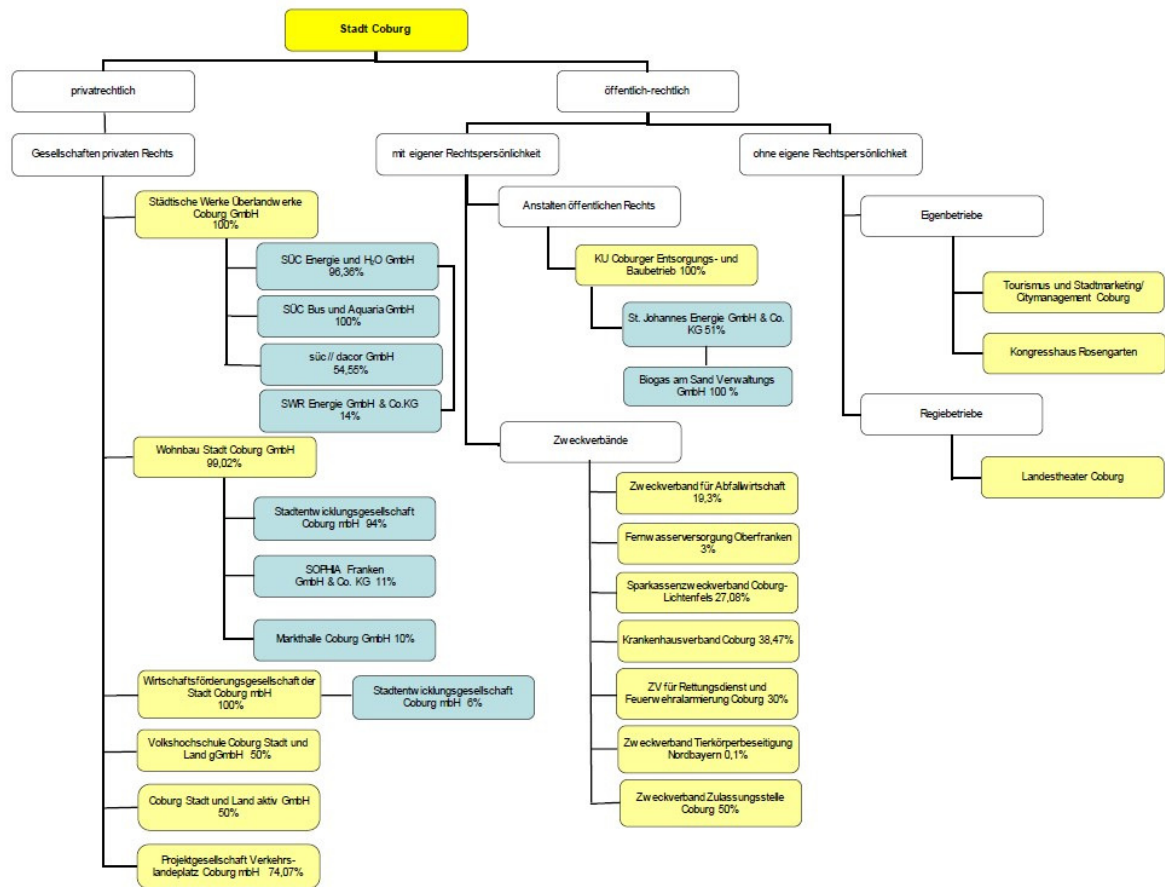 Stadt Coburg
privatrechtlich
öffentlich-rechtlich
Gesellschaften privaten Rechts
mit eigener Rechtspersönlichkeit
ohne eigene Rechtspersönlichkeit
Städtische Werke Überlandwerke
Coburg GmbH
100%
SÜC Energie und H₂O GmbH
96,36%
SÜC Bus und Aquaria GmbH
100%
süc // dacor GmbH
54,55%
SWR Energie GmbH & Co.KG
14%
Wohnbau Stadt Coburg GmbH
99,02%
Stadtentwicklungsgesellschaft
Coburg mbH 94%
SOPHIA Franken
GmbH & Co. KG 11%
Markthalle Coburg GmbH 10%
Wirtschaftsförderungsgesellschaft der
Stadt Coburg mbH
100%
Stadtentwicklungsgesellschaft
Coburg mbH 6%
Volkshochschule Coburg Stadt und
Land gGmbH 50%
Coburg Stadt und Land aktiv GmbH
50%
Projektgesellschaft Verkehrs-
landeplatz Coburg mbH 74,07%
Anstalten öffentlichen Rechts
KU Coburger Entsorgungs- und
Baubetrieb 100%
St. Johannes Energie GmbH & Co.
KG 51%
Biogas am Sand Verwaltungs
GmbH 100 %
Zweckverbände
Zweckverband für Abfallwirtschaft
19,3%
Fernwasserversorgung Oberfranken
3%
Sparkassenzweckverband Coburg-
Lichtenfels 27,08%
Krankenhausverband Coburg 38,47%
ZV für Rettungsdienst und
Feuerwehralarmierung Coburg 30%
Zweckverband Tierkörperbeseitigung
Nordbayern 0,1%
Zweckverband Zulassungsstelle
Coburg 50%
Eigenbetriebe
Tourismus und Stadtmarketing/
Citymanagement Coburg
Kongresshaus Rosengarten
Regiebetriebe
Landestheater Coburg